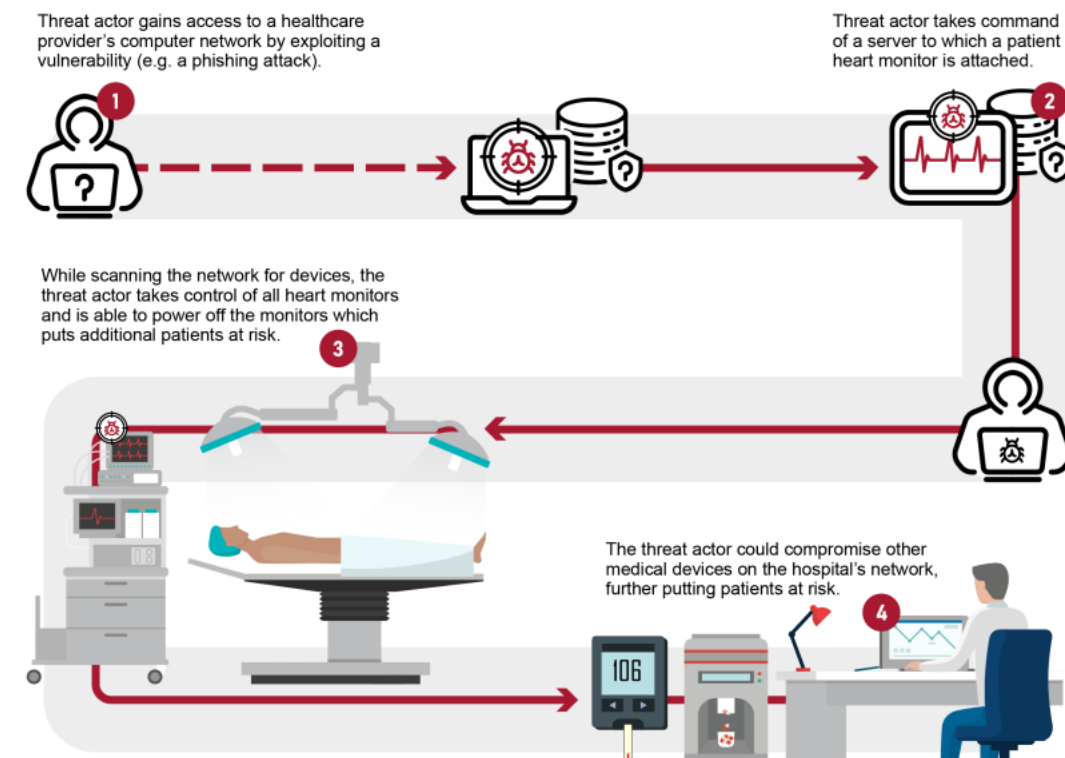 Threat actor gains access to a healthcare
provider's computer network by exploiting a
vulnerability (e.g. a phishing attack).
1
?
?
Threat actor takes command
of a server to which a patient
heart monitor is attached.
2
?
While scanning the network for devices, the
threat actor takes control of all heart monitors
and is able to power off the monitors which
puts additional patients at risk.
3
The threat actor could compromise other
medical devices on the hospital's network,
further putting patients at risk.
4
106